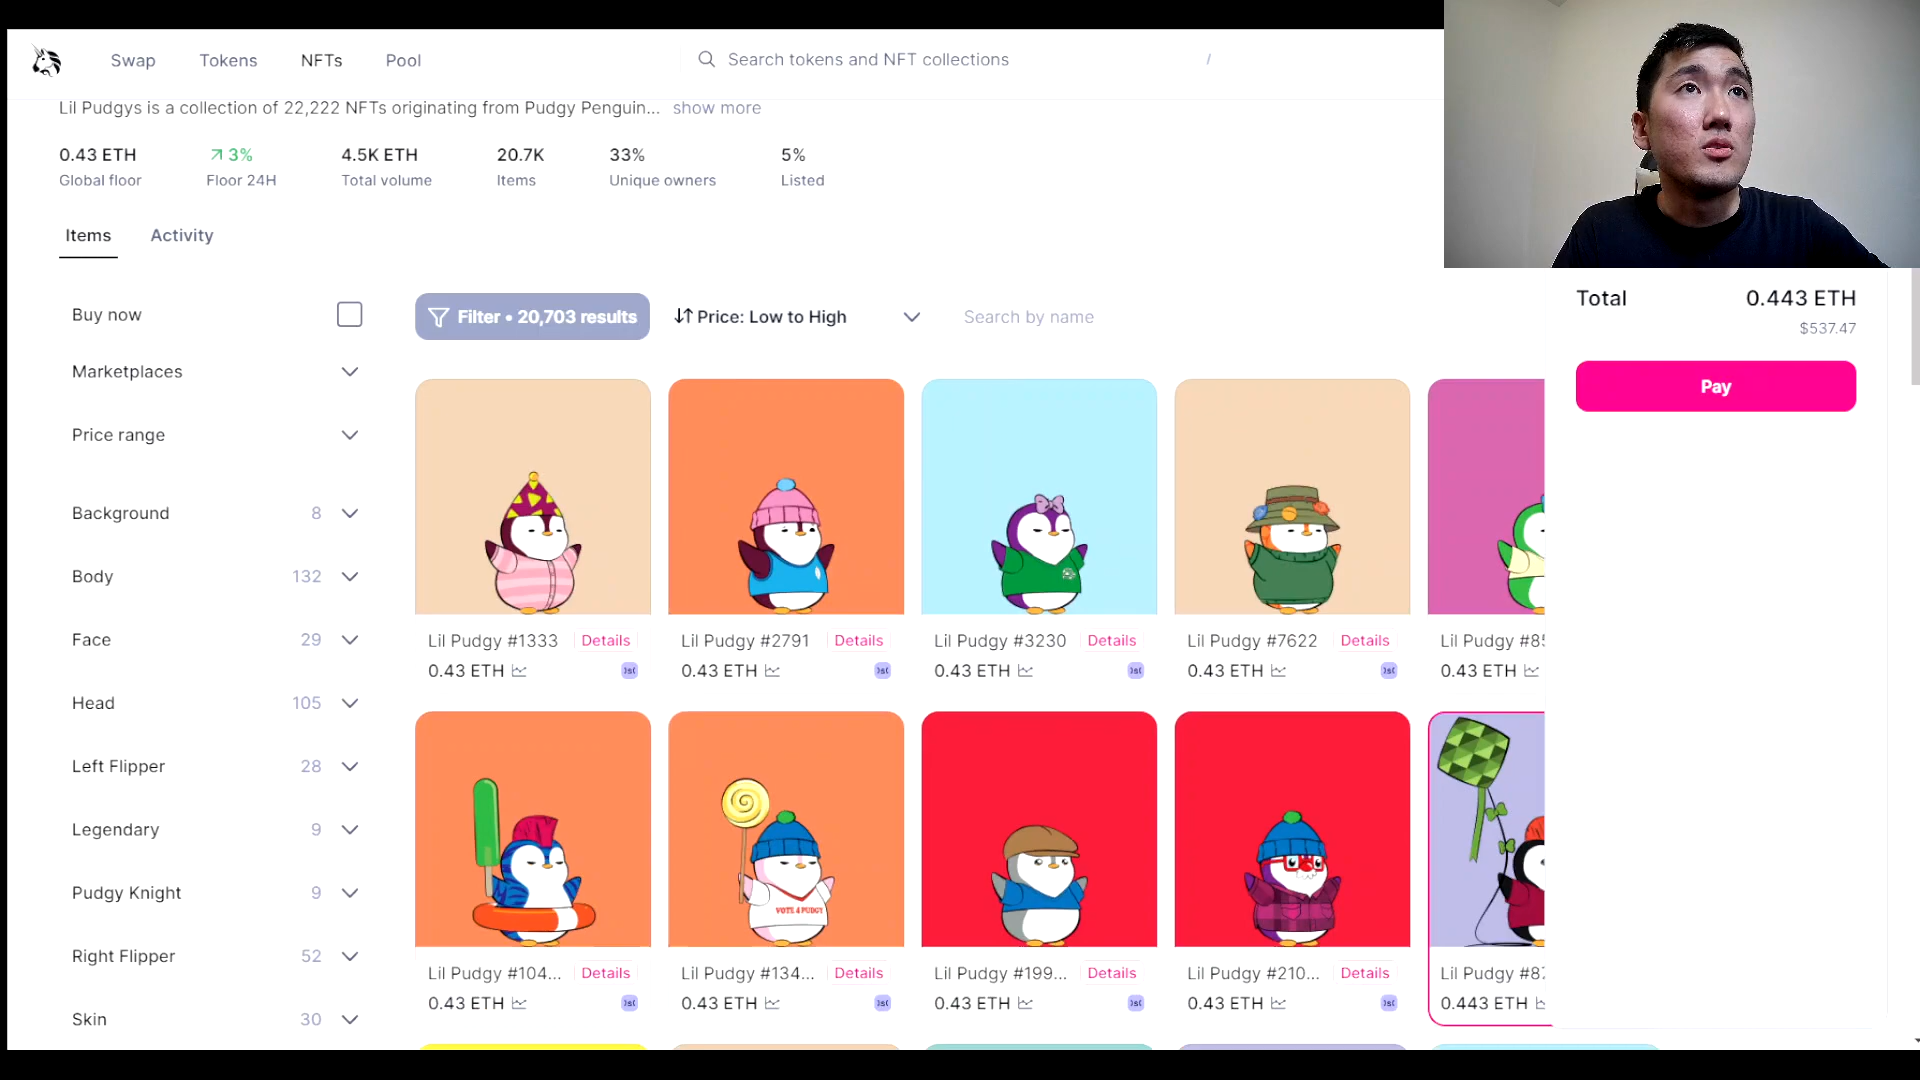 Swap Tokens NFTs Pool Search tokens and NFT collections /
Lil Pudgys is a collection of 22,222 NFTs originating from Pudgy Penguin... show more
0.43 ETH 3% 4.5K ETH 20.7K 33% 5%
Global floor Floor 24H Total volume Items Unique owners Listed
Items Activity
Total 0.443 ETH
$537.47
Pay
Buy now
Filter • 20,703 results Price: Low to High Search by name
Marketplaces
Price range
Background 8
Body 132
Face 29
Head 105
Left Flipper 28
Legendary 9
Pudgy Knight 9
Right Flipper 52
Skin 30
Lil Pudgy #1333 Details Lil Pudgy #2791 Details Lil Pudgy #3230 Details Lil Pudgy #7622 Details Lil Pudgy #85
0.43 ETH 0.43 ETH 0.43 ETH 0.43 ETH 0.43 ETH
VOTE 4 PUDGY
Lil Pudgy #104... Details Lil Pudgy #134... Details Lil Pudgy #199... Details Lil Pudgy #210... Details Lil Pudgy #87
0.43 ETH 0.43 ETH 0.43 ETH 0.43 ETH 0.443 ETH